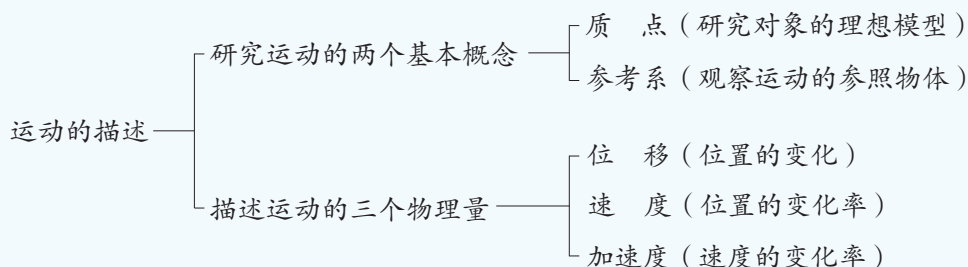 质　点（研究对象的理想模型）
研究运动的两个基本概念
参考系（观察运动的参照物体）
运动的描述
位　移（位置的变化）
描述运动的三个物理量
速　度（位置的变化率）
加速度（速度的变化率）